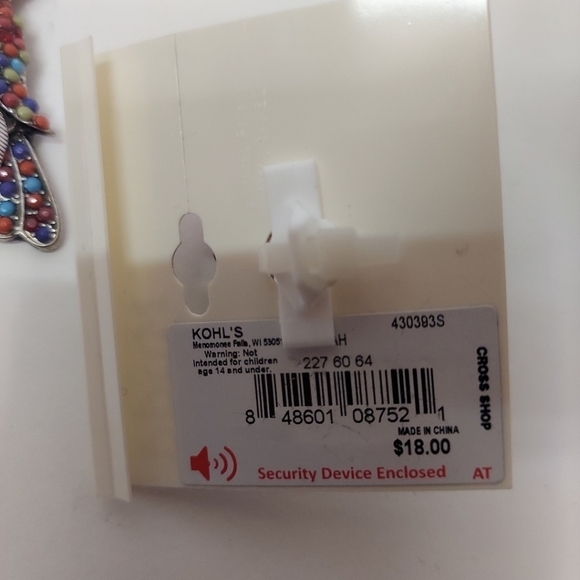 KOHL'S
430393S
Menomonee Falls, WI
Warning: Not
intended for children
age 14 and under.
227 60 64
8 48601 08752 1
MADE IN CHINA
$18.00
CROSS SHOP
Security Device Enclosed AT